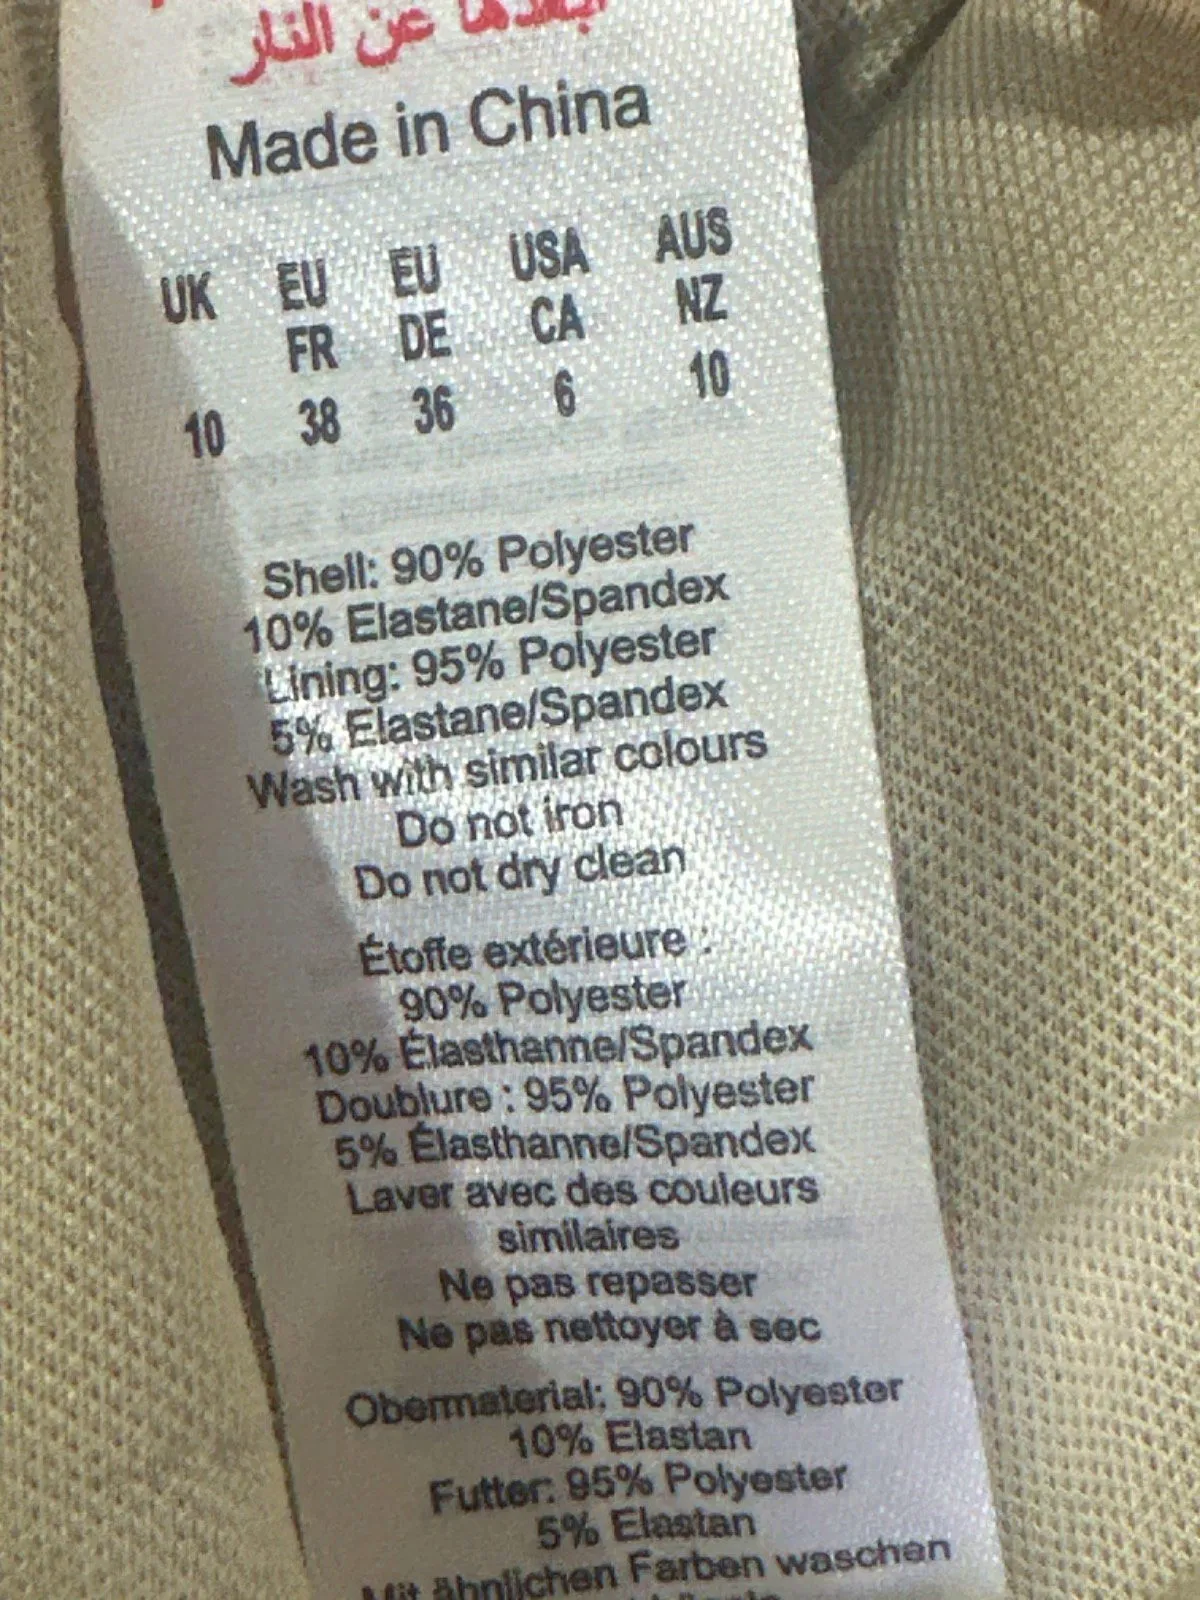 ابعدها عن النار
Made in China
UK EU EU USA AUS
FR DE CA NZ
10 38 36 6 10
Shell: 90% Polyester
10% Elastane/Spandex
Lining: 95% Polyester
5% Elastane/Spandex
Wash with similar colours
Do not iron
Do not dry clean
Étoffe extérieure :
90% Polyester
10% Élasthanne/Spandex
Doublure : 95% Polyester
5% Élasthanne/Spandex
Laver avec des couleurs
similaires
Ne pas repasser
Ne pas nettoyer à sec
Obermaterial: 90% Polyester
10% Elastan
Futter: 95% Polyester
5% Elastan
Mit ähnlichen Farben waschen